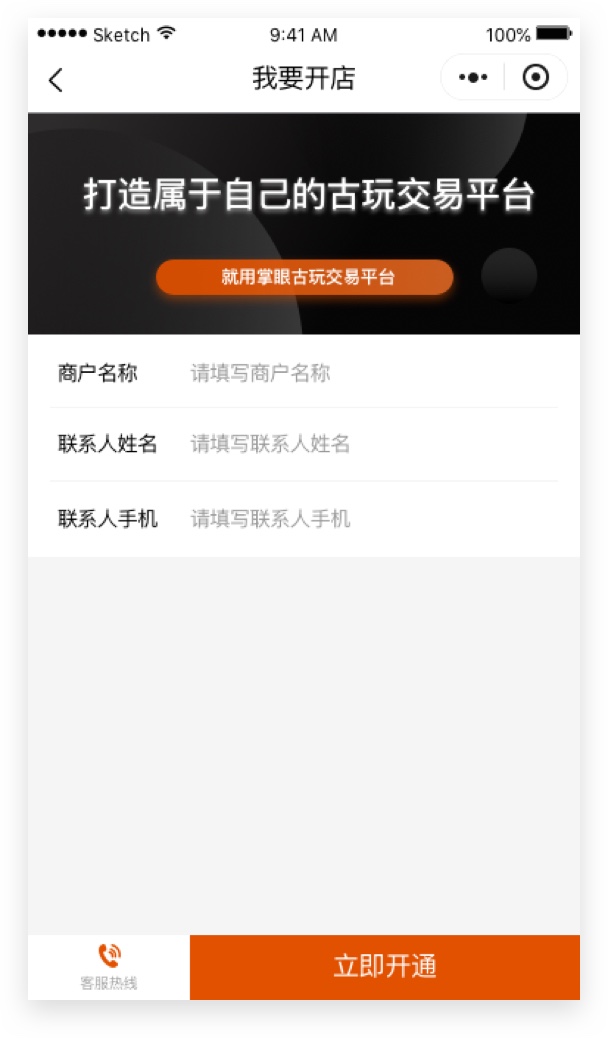 Sketch 9:41 AM 100%
我要开店
打造属于自己的古玩交易平台
就用掌眼古玩交易平台
商户名称 请填写商户名称
联系人姓名 请填写联系人姓名
联系人手机 请填写联系人手机
客服热线 立即开通